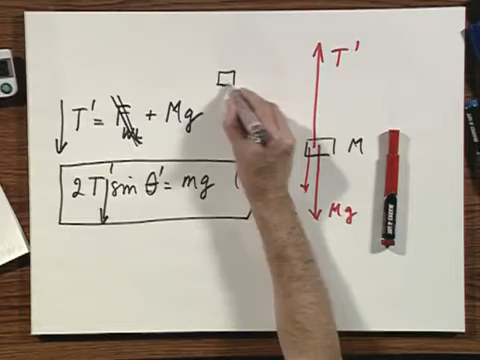 T'
T' = + Mg
M
2T' sin θ' = mg
Mg